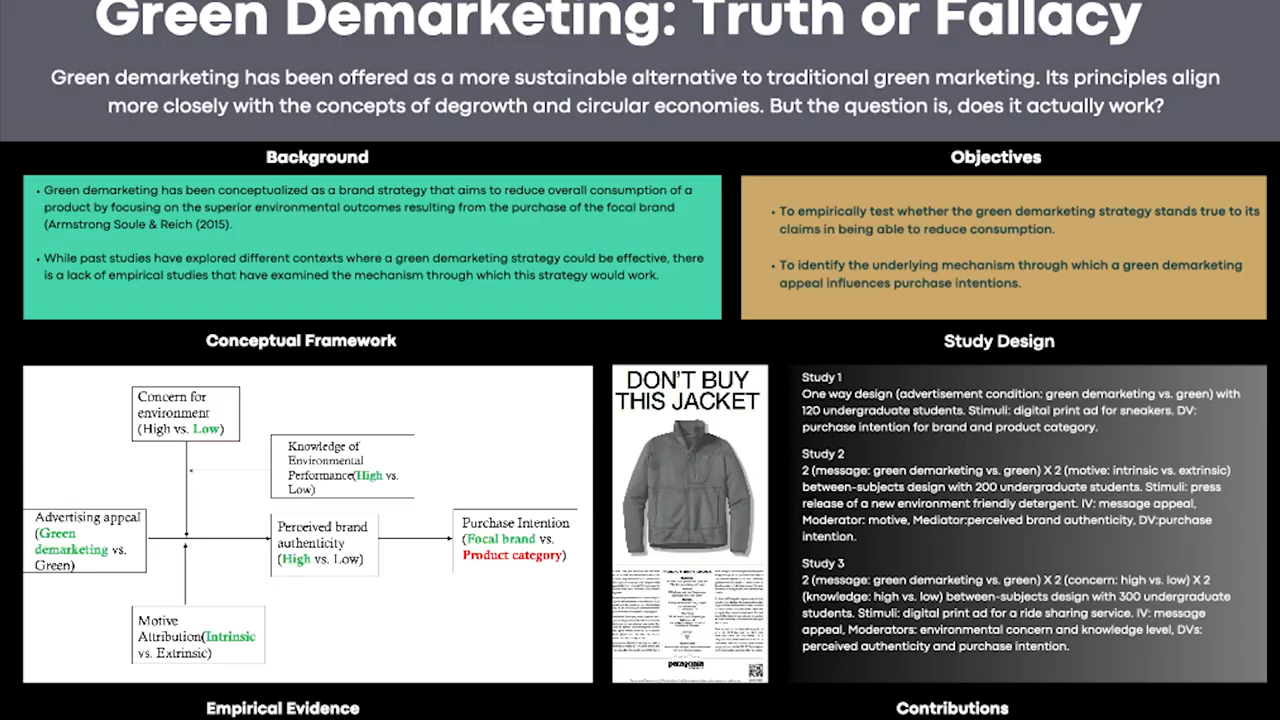 Green Demarketing: Truth or Fallacy
Green demarketing has been offered as a more sustainable alternative to traditional green marketing. Its principles align
more closely with the concepts of degrowth and circular economies. But the question is, does it actually work?
Background
• Green demarketing has been conceptualized as a brand strategy that aims to reduce overall consumption of a
product by focusing on the superior environmental outcomes resulting from the purchase of the focal brand
(Armstrong Soule & Reich (2015).
• While past studies have explored different contexts where a green demarketing strategy could be effective, there
is a lack of empirical studies that have examined the mechanism through which this strategy would work.
Objectives
• To empirically test whether the green demarketing strategy stands true to its
claims in being able to reduce consumption.
• To identify the underlying mechanism through which a green demarketing
appeal influences purchase intentions.
Conceptual Framework
Concern for
environment
(High vs. Low)
Knowledge of
Environmental
Performance(High vs.
Low)
Advertising appeal
(Green
demarketing vs.
Green)
Perceived brand
authenticity
(High vs. Low)
Purchase Intention
(Focal brand vs.
Product category)
Motive
Attribution(Intrinsic
vs. Extrinsic)
DON'T BUY
THIS JACKET
patagonia
Study Design
Study 1
One way design (advertisement condition: green demarketing vs. green) with
120 undergraduate students. Stimuli: digital print ad for sneakers. DV:
purchase intention for brand and product category.
Study 2
2 (message: green demarketing vs. green) X 2 (motive: intrinsic vs. extrinsic)
between-subjects design with 200 undergraduate students. Stimuli: press
release of a new environment friendly detergent. IV: message appeal,
Moderator: motive, Mediator:perceived brand authenticity, DV:purchase
intention.
Study 3
2 (message: green demarketing vs. green) X 2 (concern: high vs. low) X 2
(knowledge: high vs. low) between-subjects design with 300 undergraduate
students. Stimuli: digital print ad for a ride sharing service. IV: message
appeal, Moderators: environmental concern and knowledge level, DVs:
perceived authenticity and purchase intention.
Empirical Evidence
Contributions